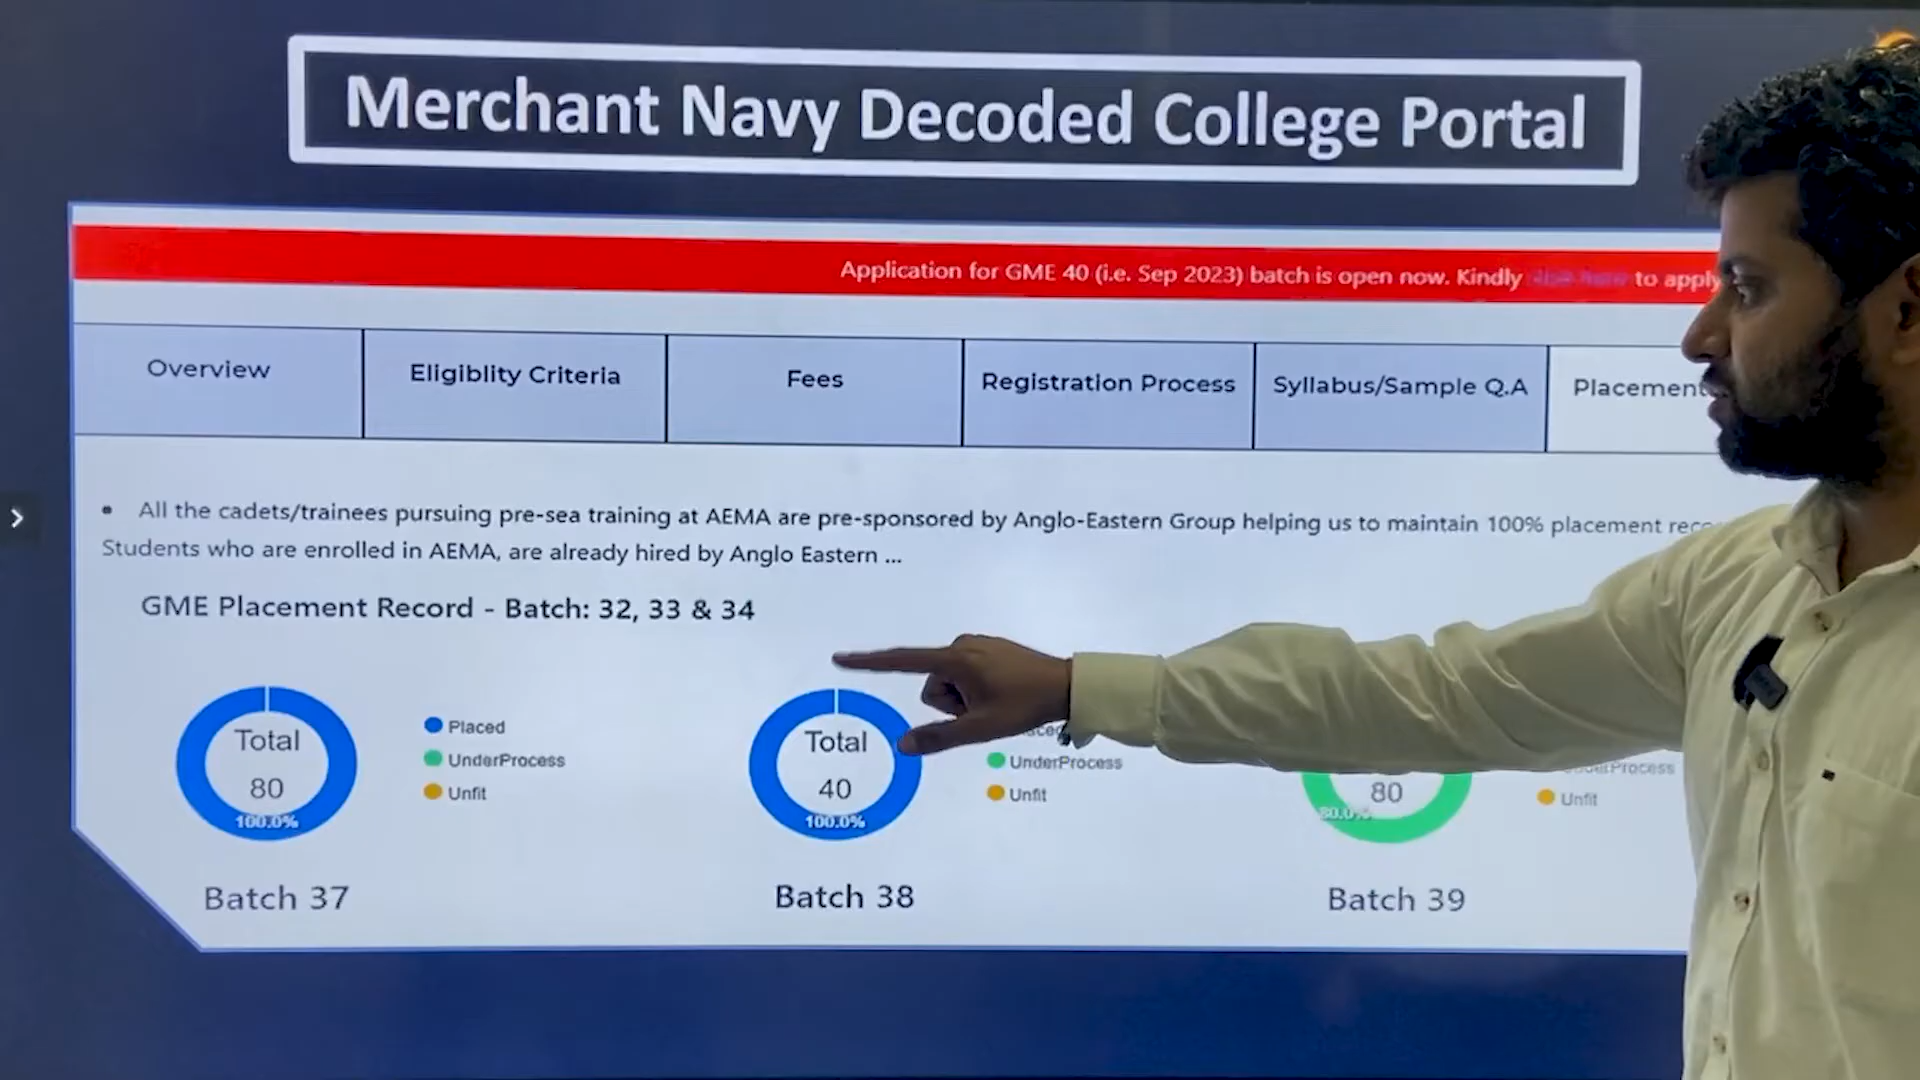 Merchant Navy Decoded College Portal
Application for GME 40 (i.e. Sep 2023) batch is open now. Kindly to apply
Overview
Eligiblity Criteria
Fees
Registration Process
Syllabus/Sample Q.A
Placement
• All the cadets/trainees pursuing pre-sea training at AEMA are pre-sponsored by Anglo-Eastern Group helping us to maintain 100% placement
Students who are enrolled in AEMA, are already hired by Anglo Eastern ...
GME Placement Record - Batch: 32, 33 & 34
Total
80
100.0%
Placed
UnderProcess
Unfit
Batch 37
Total
40
100.0%
UnderProcess
Unfit
Batch 38
80
80.0%
Unfit
Batch 39